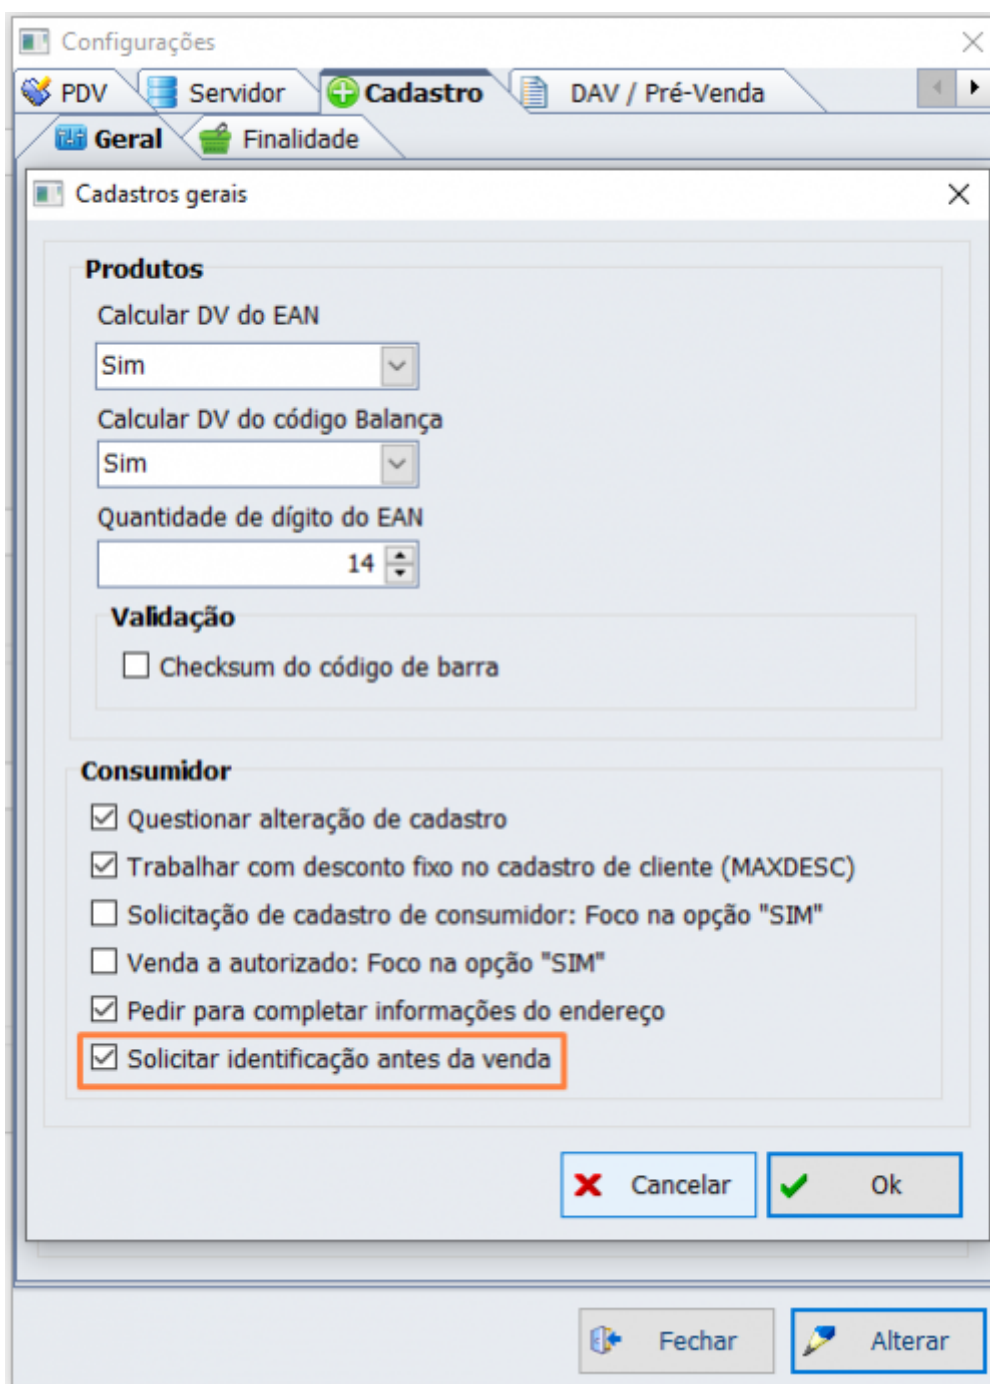 Configurações
PDV Servidor Cadastro DAV / Pré-Venda
Geral Finalidade
Cadastros gerais
Produtos
Calcular DV do EAN
Sim
Calcular DV do código Balança
Sim
Quantidade de dígito do EAN
14
Validação
Checksum do código de barra
Consumidor
Questionar alteração de cadastro
Trabalhar com desconto fixo no cadastro de cliente (MAXDESC)
Solicitação de cadastro de consumidor: Foco na opção "SIM"
Venda a autorizado: Foco na opção "SIM"
Pedir para completar informações do endereço
Solicitar identificação antes da venda
Cancelar Ok
Fechar Alterar